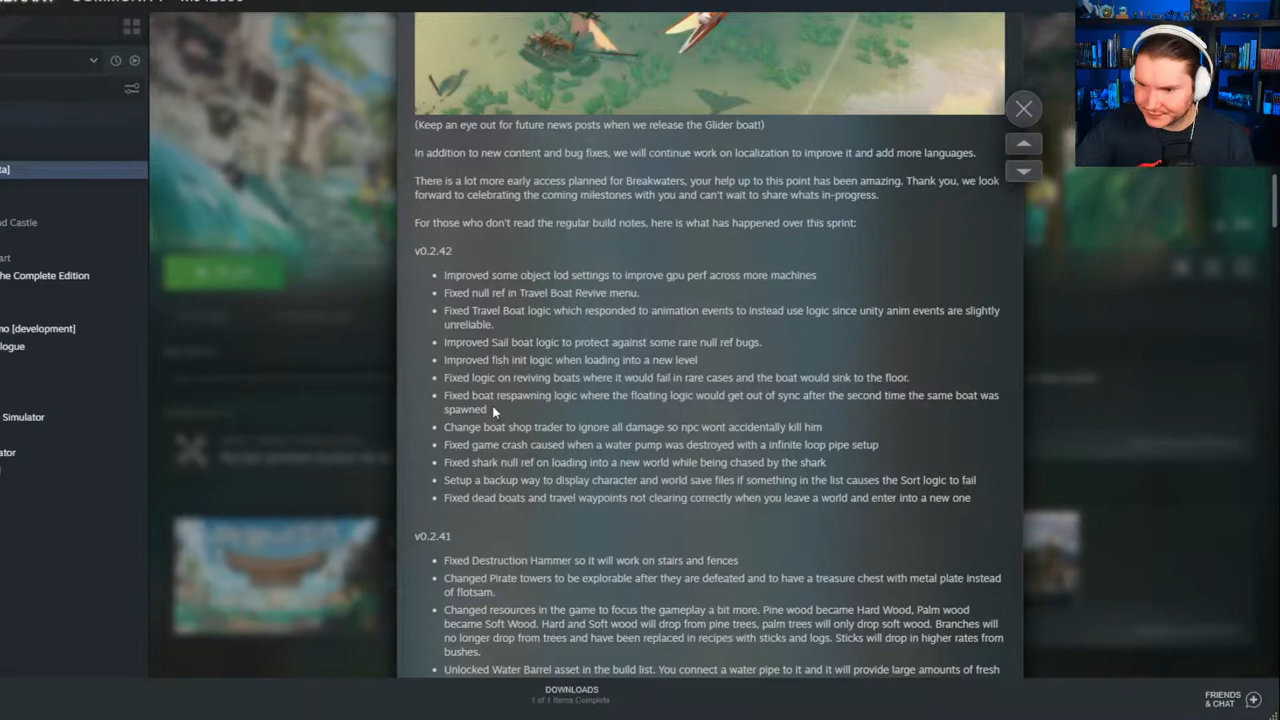 COMMUNITY
(Keep an eye out for future news posts when we release the Glider boat!)
In addition to new content and bug fixes, we will continue work on localization to improve it and add more languages.
There is a lot more early access planned for Breakwaters, your help up to this point has been amazing. Thank you, we look
forward to celebrating the coming milestones with you and can't wait to share whats in-progress.
For those who don't read the regular build notes, here is what has happened over this sprint:
v0.2.42
• Improved some object lod settings to improve gpu perf across more machines
• Fixed null ref in Travel Boat Revive menu.
• Fixed Travel Boat logic which responded to animation events to instead use logic since unity anim events are slightly
unreliable.
• Improved Sail boat logic to protect against some rare null ref bugs.
• Improved fish init logic when loading into a new level
• Fixed logic on reviving boats where it would fail in rare cases and the boat would sink to the floor.
• Fixed boat respawning logic where the floating logic would get out of sync after the second time the same boat was
spawned
• Change boat shop trader to ignore all damage so npc wont accidentally kill him
• Fixed game crash caused when a water pump was destroyed with a infinite loop pipe setup
• Fixed shark null ref on loading into a new world while being chased by the shark
• Setup a backup way to display character and world save files if something in the list causes the Sort logic to fail
• Fixed dead boats and travel waypoints not clearing correctly when you leave a world and enter into a new one
v0.2.41
• Fixed Destruction Hammer so it will work on stairs and fences
• Changed Pirate towers to be explorable after they are defeated and to have a treasure chest with metal plate instead
of flotsam.
• Changed resources in the game to focus the gameplay a bit more. Pine wood became Hard Wood, Palm wood
became Soft Wood. Hard and Soft wood will drop from pine trees, palm trees will only drop soft wood. Branches will
no longer drop from trees and have been replaced in recipes with sticks and logs. Sticks will drop in higher rates from
bushes.
• Unlocked Water Barrel asset in the build list. You connect a water pipe to it and it will provide large amounts of fresh
ta]
nd Castle
art
he Complete Edition
mo [development]
logue
Simulator
ator
DOWNLOADS
1 of 1 Items Complete
FRIENDS
& CHAT